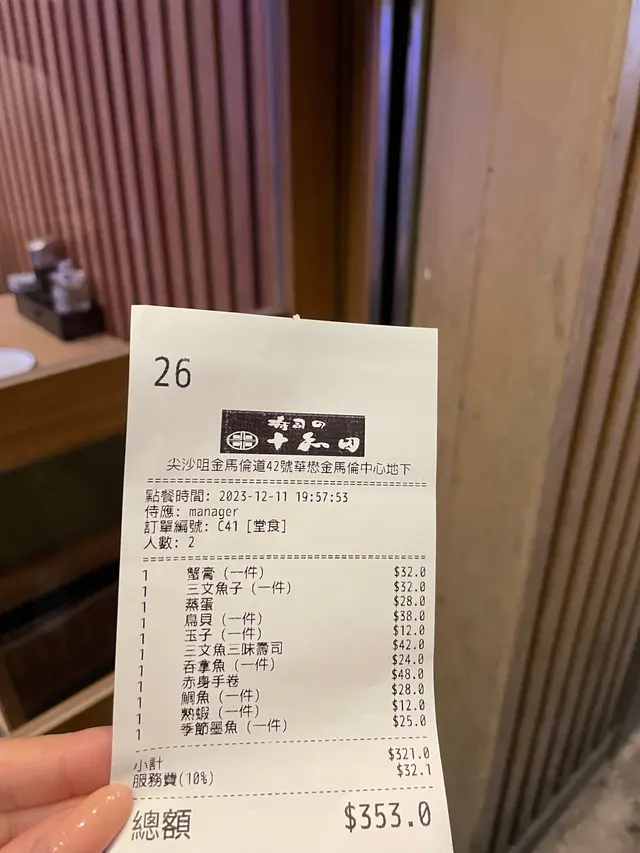 26
寿司の
十和田
尖沙咀金馬倫道42號華懋金馬倫中心地下
點餐時間: 2023-12-11 19:57:53
侍應: manager
訂單編號: C41 [堂食]
人數: 2
1 蟹膏 (一件) $32.0
1 三文魚子 (一件) $32.0
1 蒸蛋 $28.0
1 鳥貝 (一件) $38.0
1 玉子 (一件) $12.0
1 三文魚三味壽司 $42.0
1 吞拿魚 (一件) $24.0
1 赤身手卷 $48.0
1 鯛魚 (一件) $28.0
1 熟蝦 (一件) $12.0
1 季節墨魚 (一件) $25.0
小計 $321.0
服務費(10%) $32.1
總額 $353.0